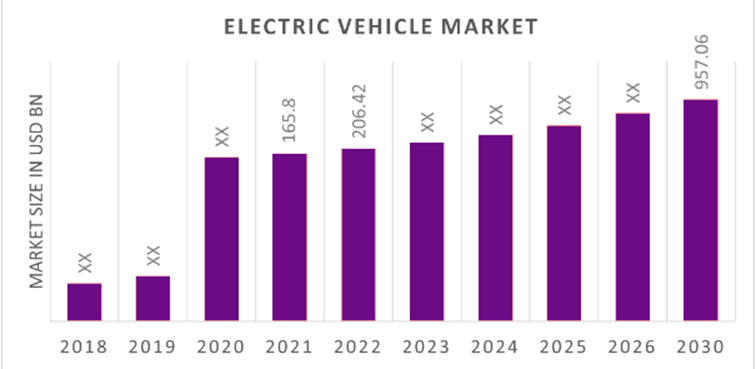 ELECTRIC VEHICLE MARKET
MARKET SIZE IN USD BN
XX
XX
XX
165.8
206.42
XX
XX
XX
XX
957.06
2018 2019 2020 2021 2022 2023 2024 2025 2026 2030